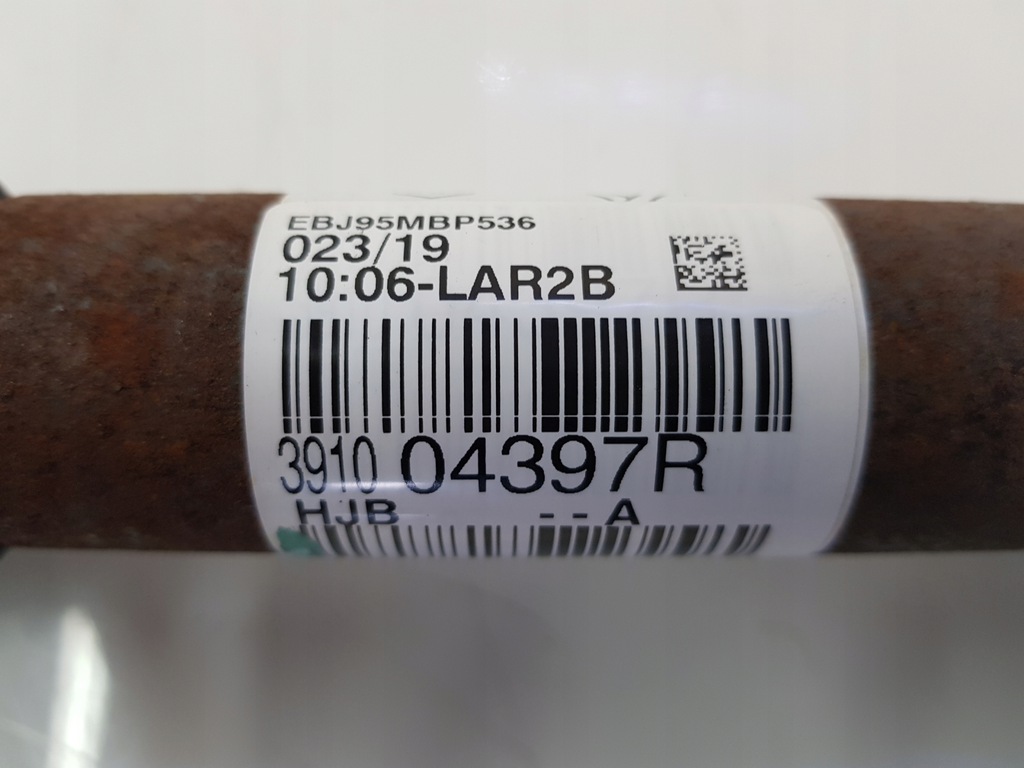 EBJ95MBP536
023/19
10:06-LAR2B
3910 04397R
HJB --A